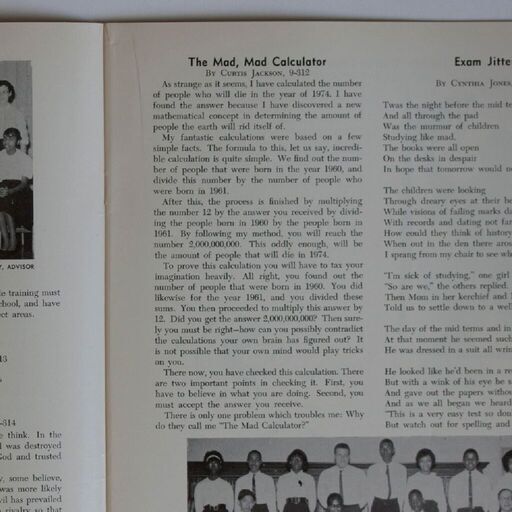 Y, ADVISOR
le training must
chool, and have
ect areas.
-314
e think. In the
l was destroyed
God and trusted
y, some believe,
was more likely
vil has prevailed
n rivalry so that
The Mad, Mad Calculator
By Curtis Jackson, 9-312
As strange as it seems, I have calculated the number
of people who will die in the year of 1974. I have
found the answer because I have discovered a new
mathematical concept in determining the amount of
people the earth will rid itself of.
My fantastic calculations were based on a few
simple facts. The formula to this, let us say, incredi-
ble calculation is quite simple. We find out the num-
ber of people that were born in the year 1960, and
divide this number by the number of people who
were born in 1961.
After this, the process is finished by multiplying
the number 12 by the answer you received by divid-
ing the people born in 1960 by the people born in
1961. By following my method, you will reach the
number 2,000,000,000. This oddly enough, will be
the amount of people that will die in 1974.
To prove this calculation you will have to tax your
imagination heavily. All right, you found out the
number of people that were born in 1960. You did
likewise for the year 1961, and you divided these
sums. You then proceeded to multiply this answer by
12. Did you get the answer 2,000,000,000? Then sure-
ly you must be right—how can you possibly contradict
the calculations your own brain has figured out? It
is not possible that your own mind would play tricks
on you.
There now, you have checked this calculation. There
are two important points in checking it. First, you
have to believe in what you are doing. Second, you
must accept the answer you receive.
There is only one problem which troubles me: Why
do they call me "The Mad Calculator?"
Exam Jitte
By Cynthia Jones,
Twas the night before the mid te
And all through the pad
Was the murmur of children
Studying like mad.
The books were all open
On the desks in despair
In hope that tomorrow would no
The children were looking
Through dreary eyes at their be
While visions of failing marks da
With records and dating not far
How could they think of history
When out in the den there aros
I sprang from my chair to see wh
"I'm sick of studying," one girl
"So are we," the others replied.
Then Mom in her kerchief and I
Told us to settle down to a well
The day of the mid terms and in
At that moment he seemed such
He was dressed in a suit all wrin
He looked like he'd been in a re
But with a wink of his eye be s
And gave out the papers withou
And as we all began we heard
"This is a very easy test so don
But watch out for spelling and